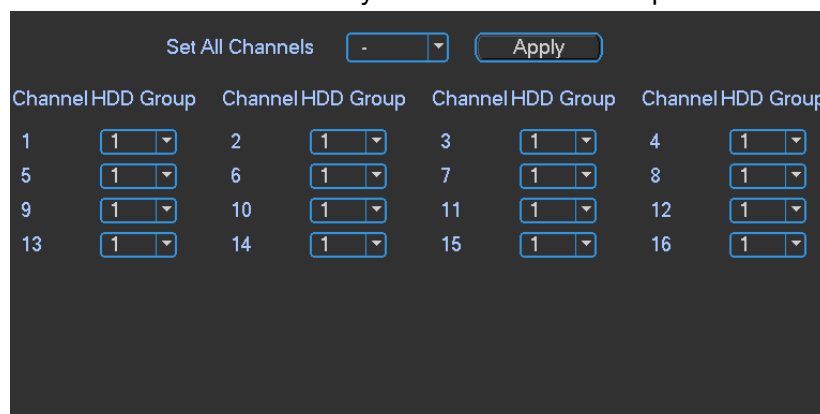 Set All Channels - Apply
Channel HDD Group Channel HDD Group Channel HDD Group Channel HDD Group
1 1 2 1 3 1 4 1
5 1 6 1 7 1 8 1
9 1 10 1 11 1 12 1
13 1 14 1 15 1 16 1